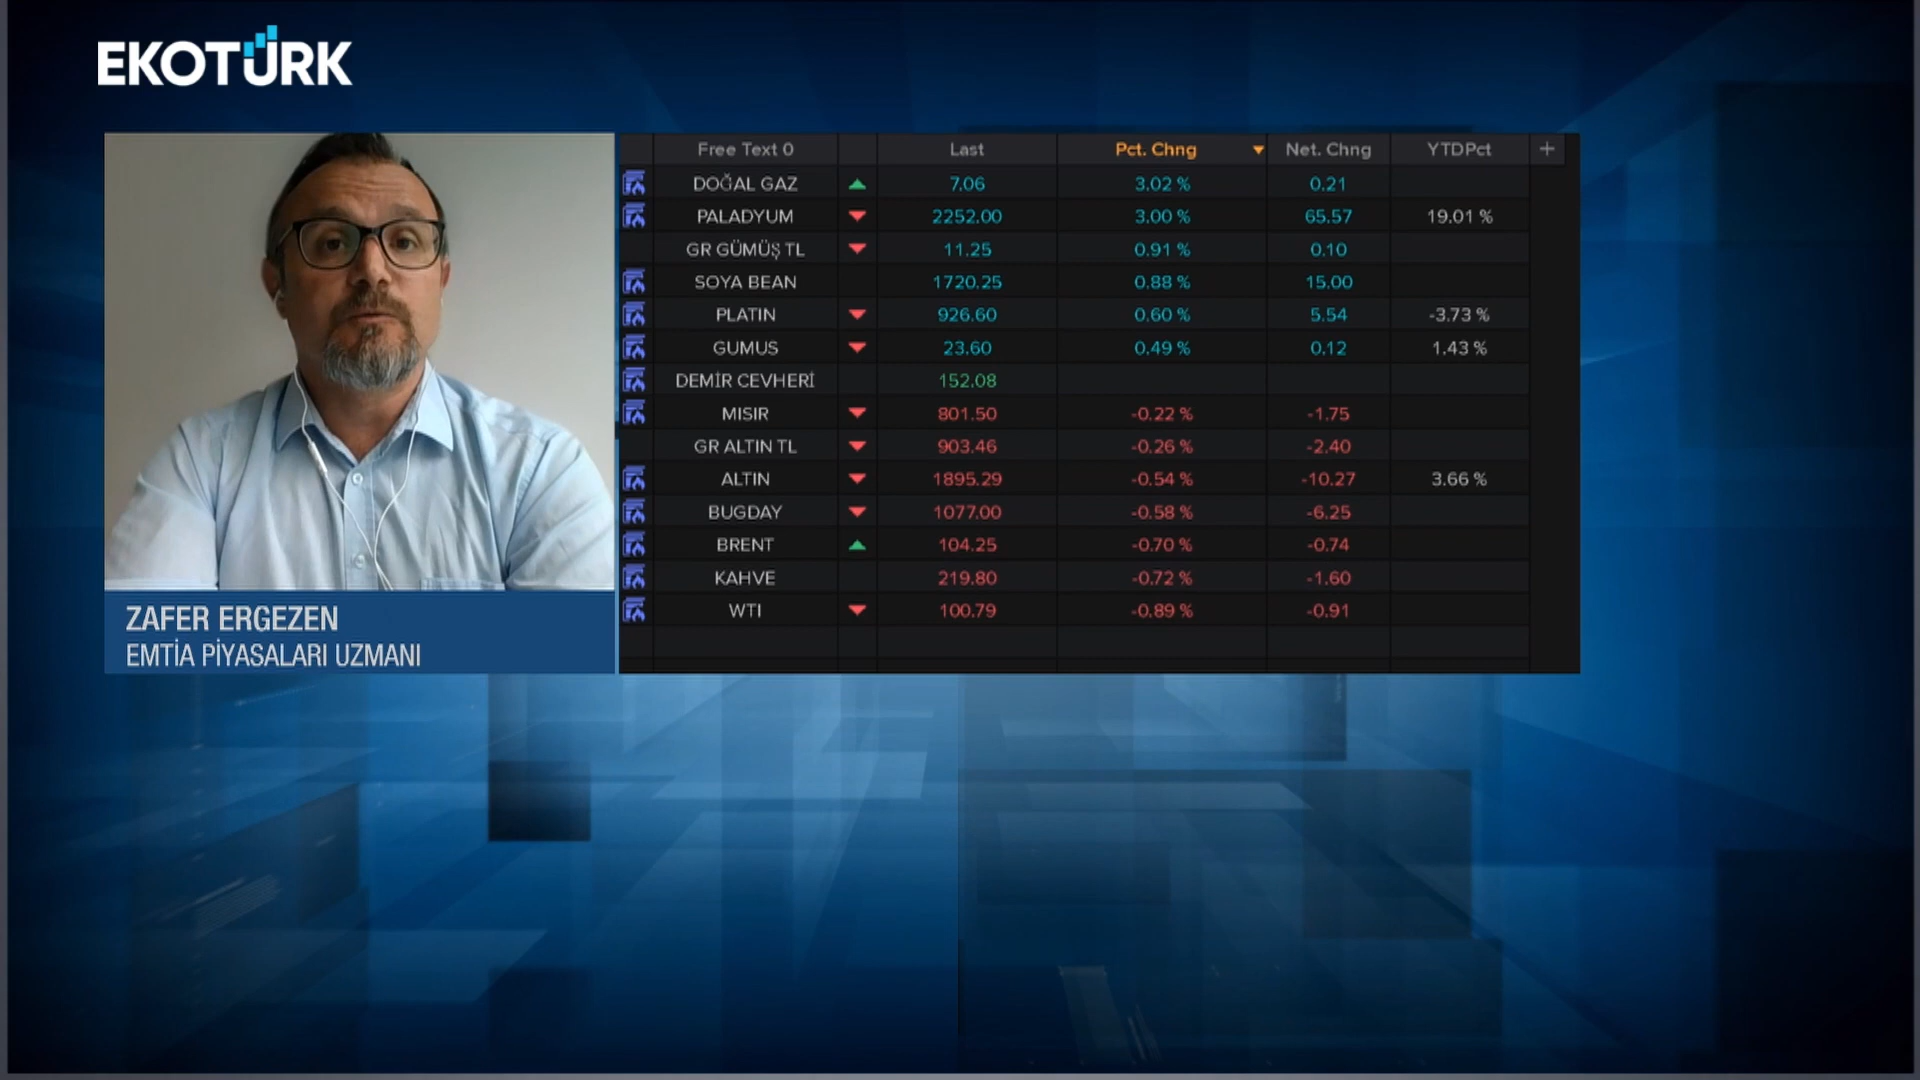 EKOTÜRK
Free Text 0 Last Pct. Chng Net. Chng YTDPct +
DOĞAL GAZ 7.06 3.02 % 0.21
PALADYUM 2252.00 3.00 % 65.57 19.01 %
GR GÜMÜŞ TL 11.25 0.91 % 0.10
SOYA BEAN 1720.25 0.88 % 15.00
PLATIN 926.60 0.60 % 5.54 -3.73 %
GUMUS 23.60 0.49 % 0.12 1.43 %
DEMİR CEVHERİ 152.08
MISIR 801.50 -0.22 % -1.75
GR ALTIN TL 903.46 -0.26 % -2.40
ALTIN 1895.29 -0.54 % -10.27 3.66 %
BUGDAY 1077.00 -0.58 % -6.25
BRENT 104.25 -0.70 % -0.74
KAHVE 219.80 -0.72 % -1.60
WTI 100.79 -0.89 % -0.91
ZAFER ERGEZEN
EMTİA PİYASALARI UZMANI